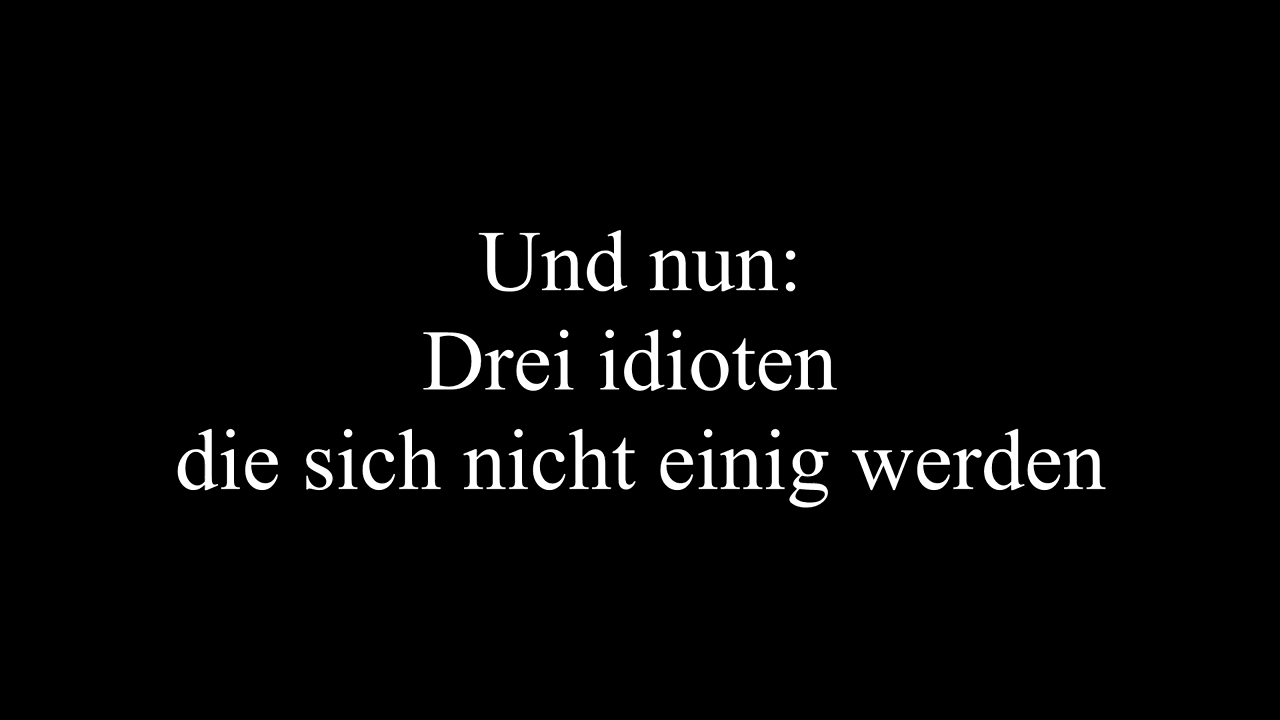 Und nun:
Drei idioten
die sich nicht einig werden